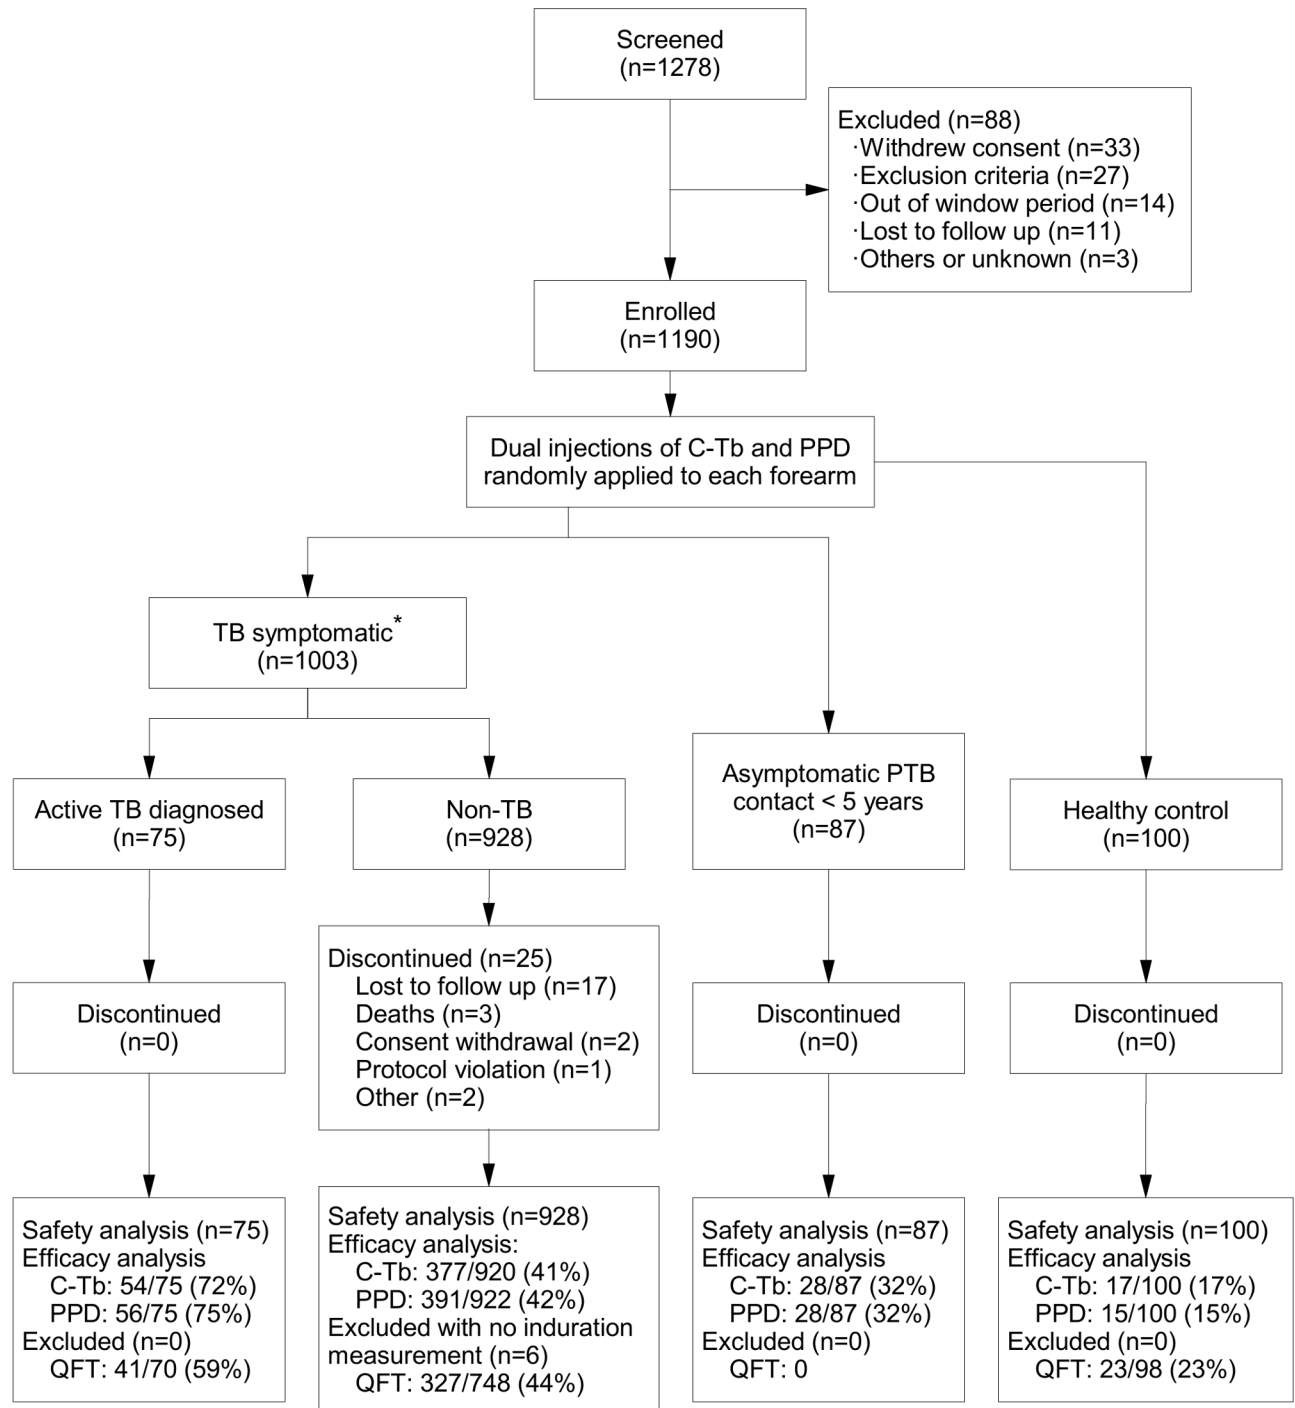 Screened
(n=1278)
Excluded (n=88)
·Withdrew consent (n=33)
·Exclusion criteria (n=27)
·Out of window period (n=14)
·Lost to follow up (n=11)
·Others or unknown (n=3)
Enrolled
(n=1190)
Dual injections of C-Tb and PPD
randomly applied to each forearm
TB symptomatic*
(n=1003)
Active TB diagnosed
(n=75)
Non-TB
(n=928)
Asymptomatic PTB
contact < 5 years
(n=87)
Healthy control
(n=100)
Discontinued
(n=0)
Discontinued (n=25)
Lost to follow up (n=17)
Deaths (n=3)
Consent withdrawal (n=2)
Protocol violation (n=1)
Other (n=2)
Discontinued
(n=0)
Discontinued
(n=0)
Safety analysis (n=75)
Efficacy analysis
C-Tb: 54/75 (72%)
PPD: 56/75 (75%)
Excluded (n=0)
QFT: 41/70 (59%)
Safety analysis (n=928)
Efficacy analysis:
C-Tb: 377/920 (41%)
PPD: 391/922 (42%)
Excluded with no induration
measurement (n=6)
QFT: 327/748 (44%)
Safety analysis (n=87)
Efficacy analysis
C-Tb: 28/87 (32%)
PPD: 28/87 (32%)
Excluded (n=0)
QFT: 0
Safety analysis (n=100)
Efficacy analysis
C-Tb: 17/100 (17%)
PPD: 15/100 (15%)
Excluded (n=0)
QFT: 23/98 (23%)